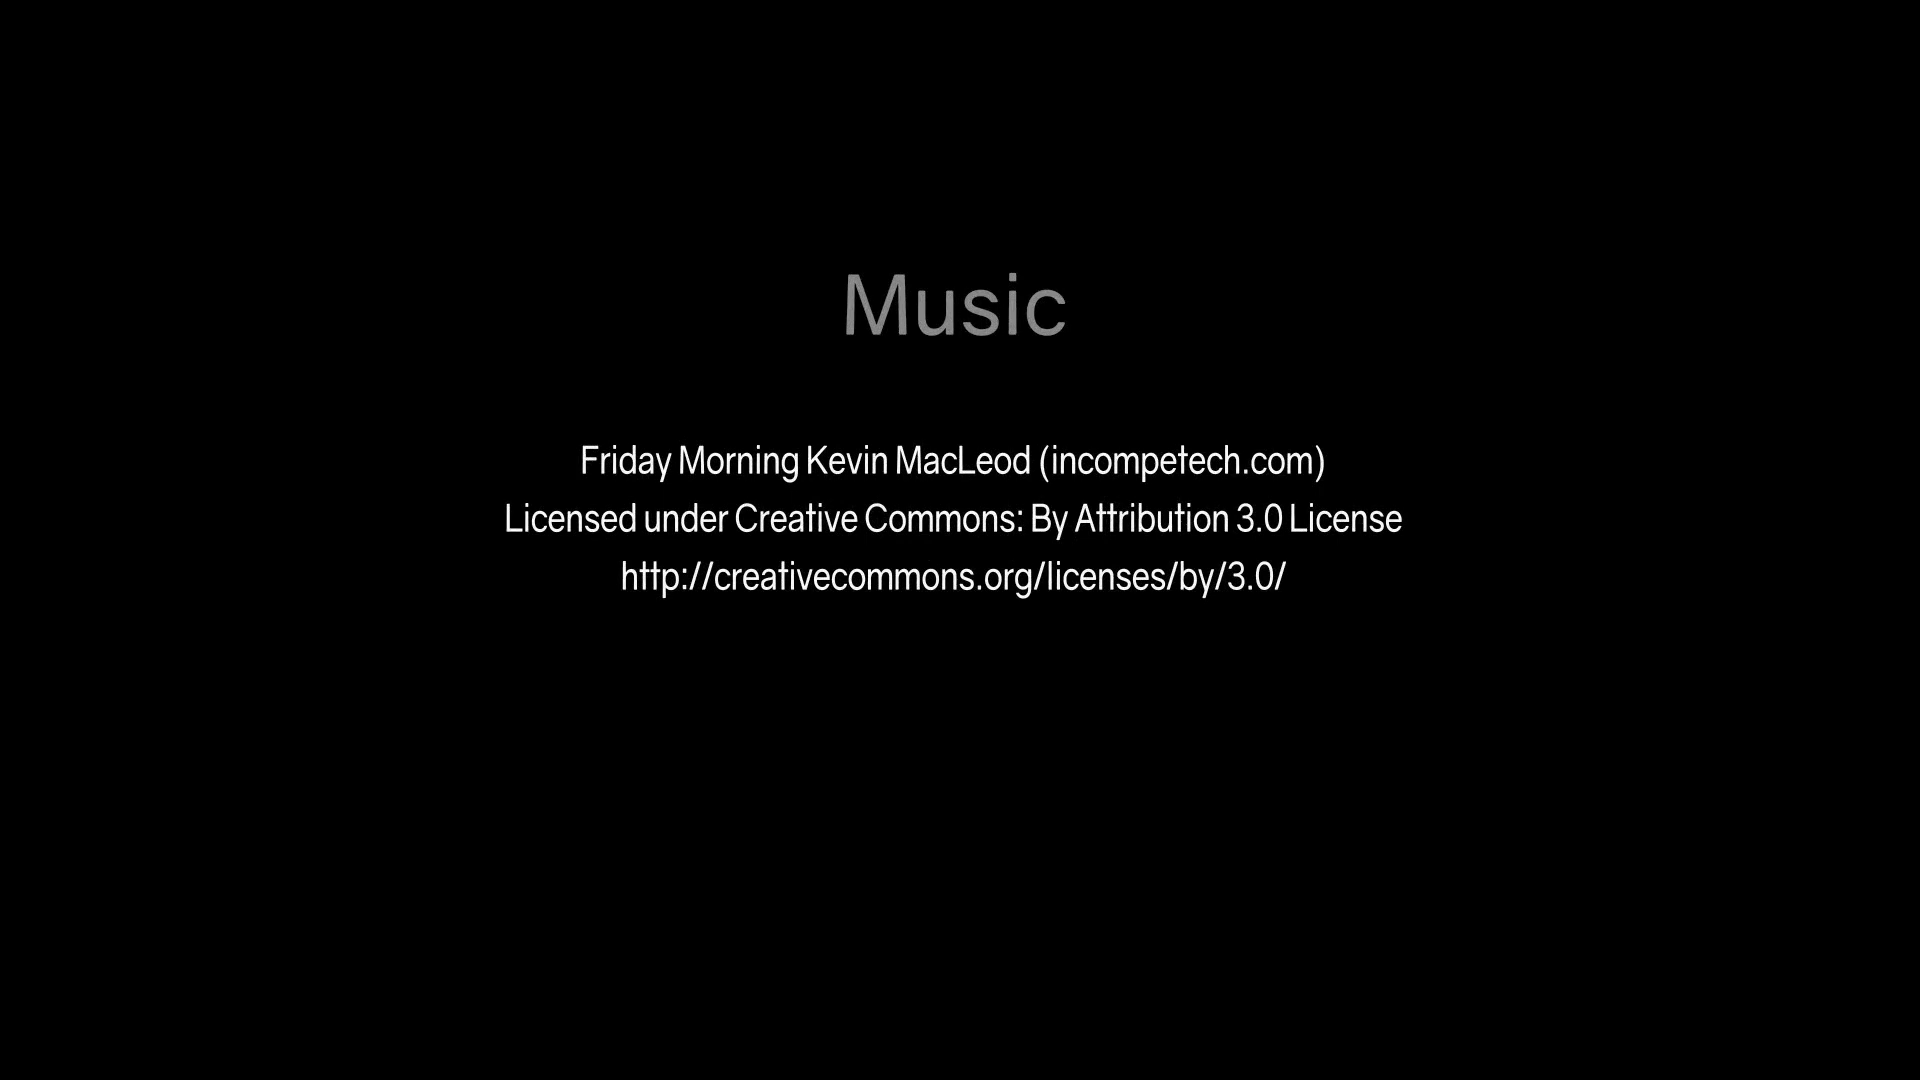 Music
Friday Morning Kevin MacLeod (incompetech.com)
Licensed under Creative Commons: By Attribution 3.0 License
http://creativecommons.org/licenses/by/3.0/